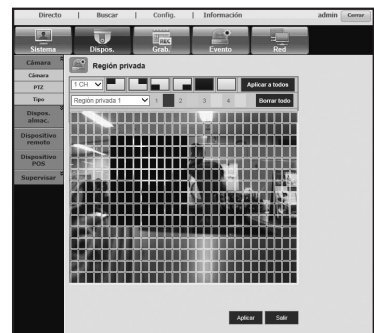 Directo | Buscar | Config. | Información
admin Cerrar
Sistema Dispos. Grab. Evento Red
REC
Cámara
Cámara
PTZ
Tipo
Dispos. almac.
Dispositivo remoto
Dispositivo POS
Supervisar
Región privada
1 CH Aplicar a todos
Región privada 1 1 2 3 4 Borrar todo
Aplicar Salir